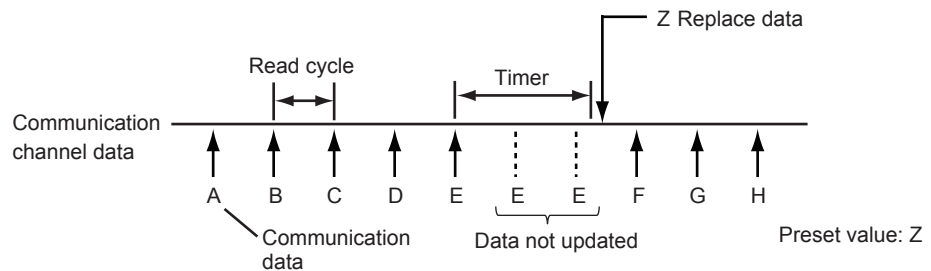 Z Replace data
Read cycle
Timer
Communication
channel data
A B C D E E E F G H
Communication
data
Data not updated
Preset value: Z